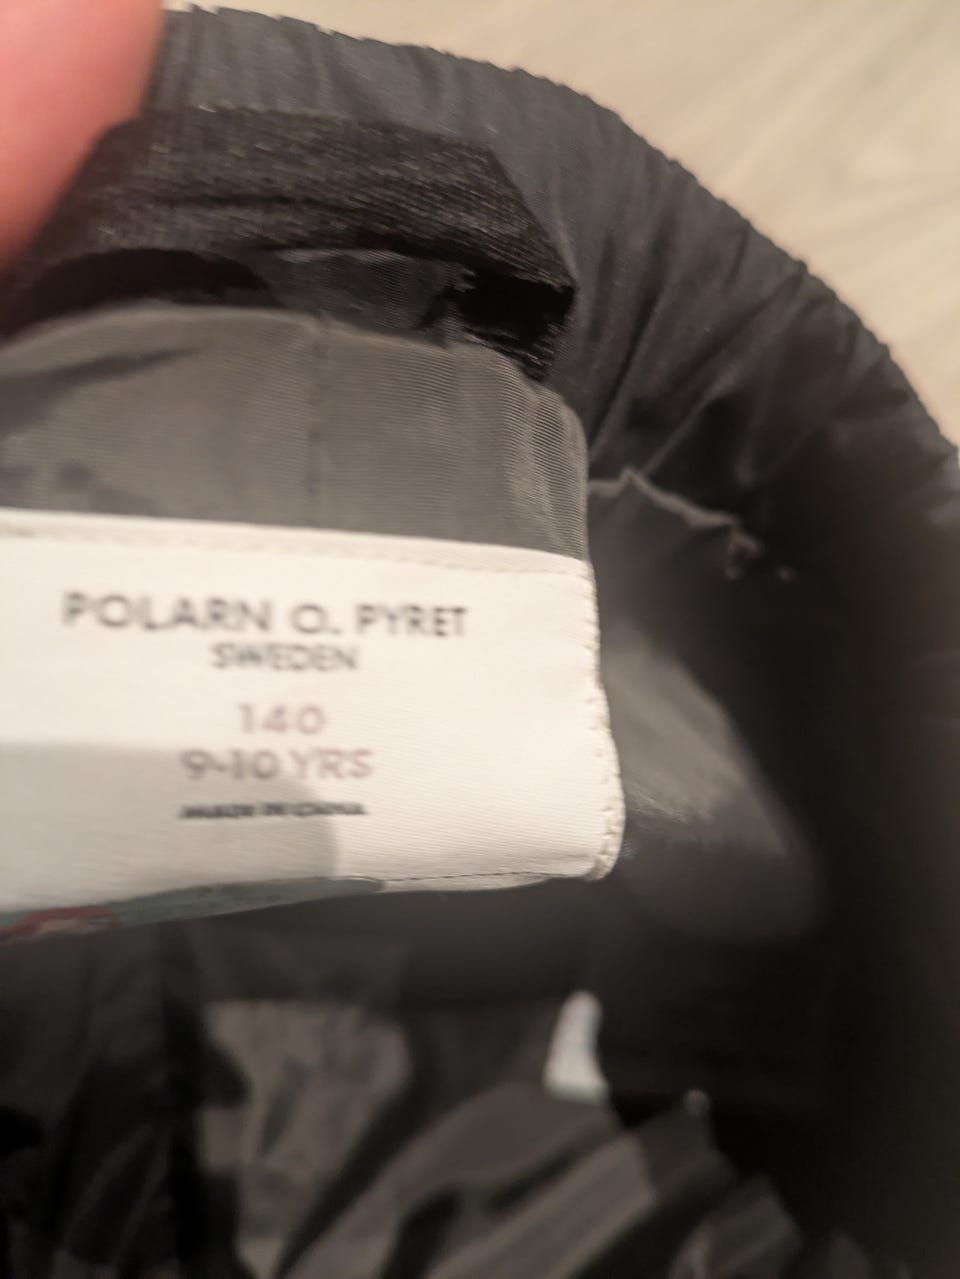 POLARN O. PYRET
SWEDEN
140
9-10 YRS
MADE IN CHINA